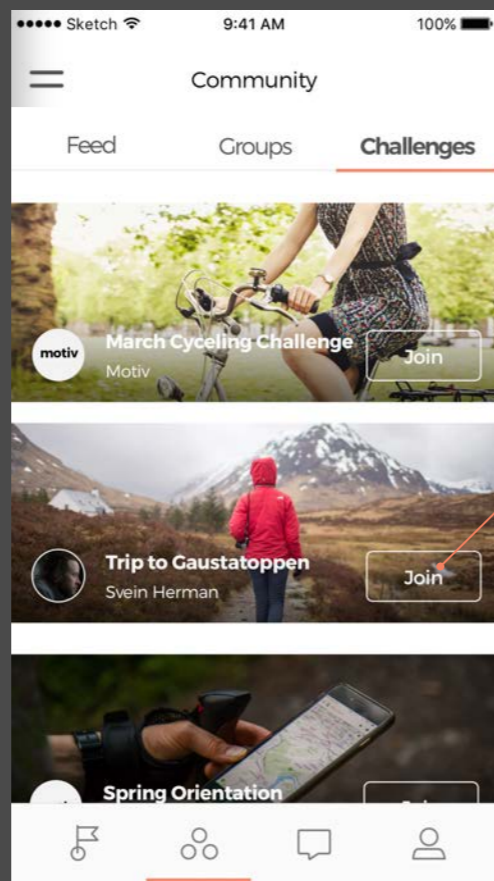 Sketch 9:41 AM 100%
Community
Feed Groups Challenges
motiv
March Cyceling Challenge
Motiv
Join
Trip to Gaustatoppen
Svein Herman
Join
Spring Orientation